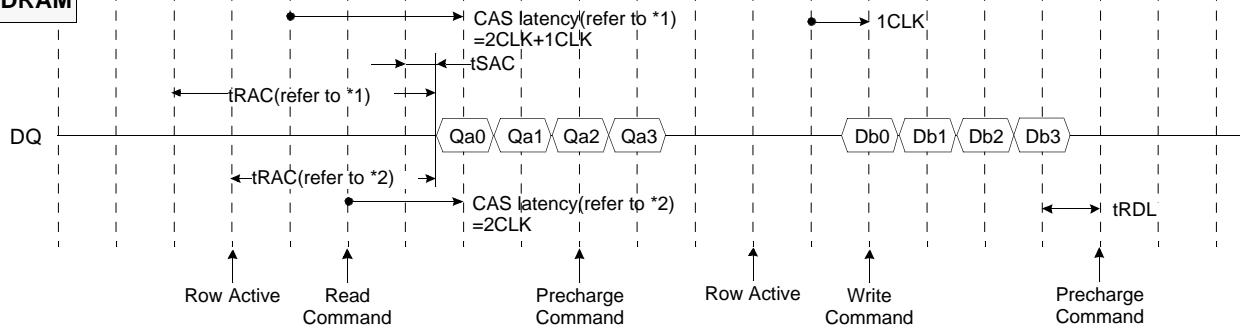 DRAM
CAS latency(refer to *1)
=2CLK+1CLK
1CLK
tSAC
tRAC(refer to *1)
DQ
Qa0 Qa1 Qa2 Qa3 Db0 Db1 Db2 Db3
tRAC(refer to *2)
CAS latency(refer to *2)
=2CLK
tRDL
Row Active
Read
Command
Precharge
Command
Row Active
Write
Command
Precharge
Command